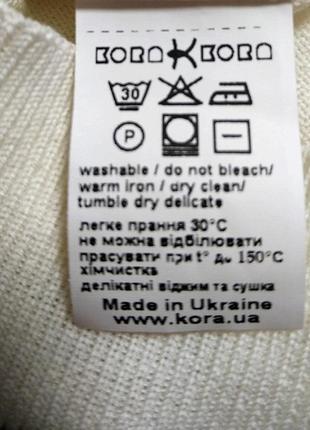 KORA KORA
30
P
washable / do not bleach/
warm iron / dry clean/
tumble dry delicate
легке прання 30°C
не можна відбілювати
прасувати при t° до 150°C
хімчистка
делікатні віджим та сушка
Made in Ukraine
www.kora.ua